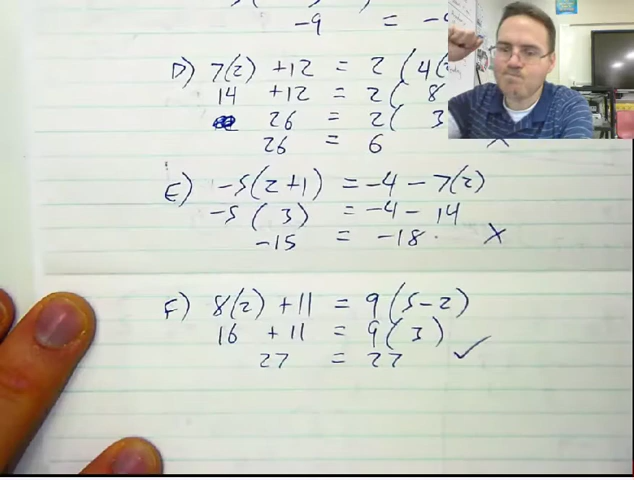 -9 = -
D) 7(2) +12 = 2 (4(
14 +12 = 2( 8
26 = 2( 3
26 = 6
E) -5(2+1) = -4 - 7(2)
-5 ( 3) = -4 - 14
-15 = -18 X
F) 8(2) +11 = 9 (5-2)
16 +11 = 9( 3)
27 = 27 ✓